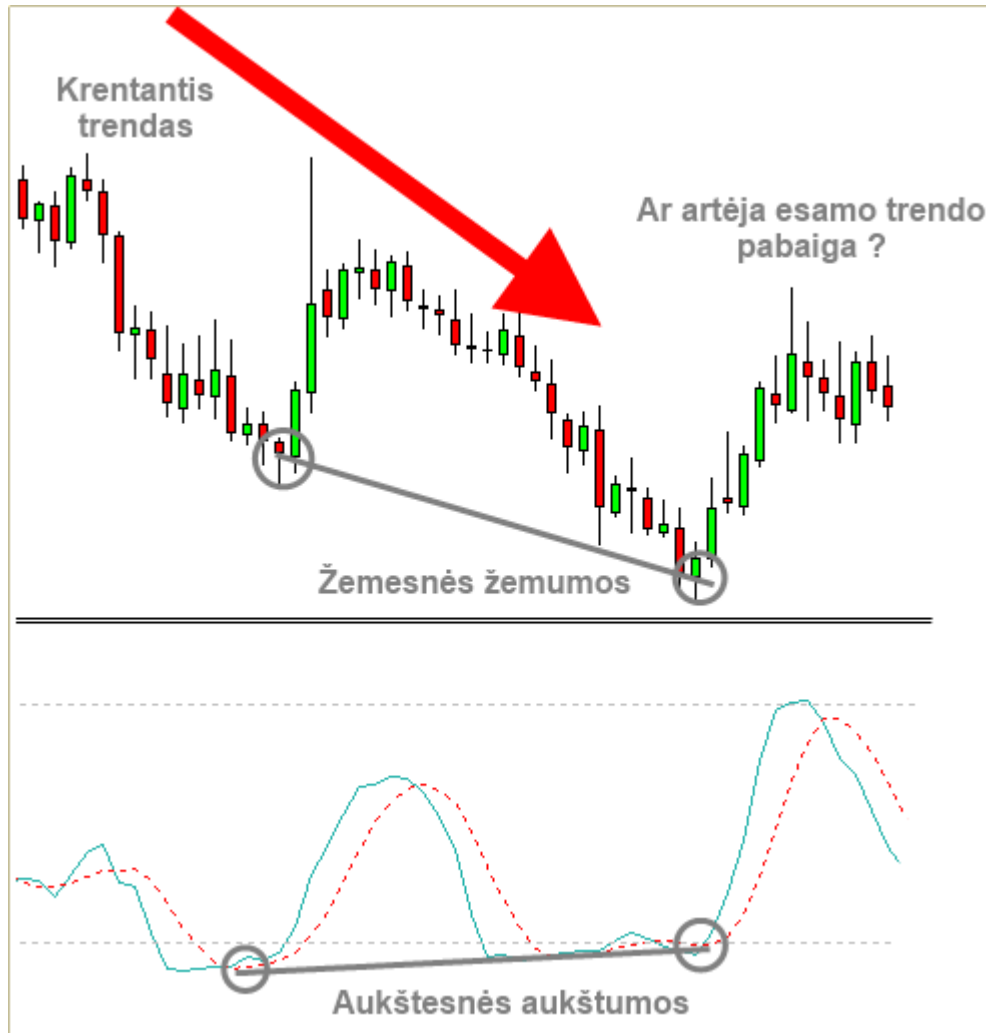 Krentantis
trendas
Ar artėja esamo trendo
pabaiga ?
Žemesnės žemumos
Aukštesnės aukštumos